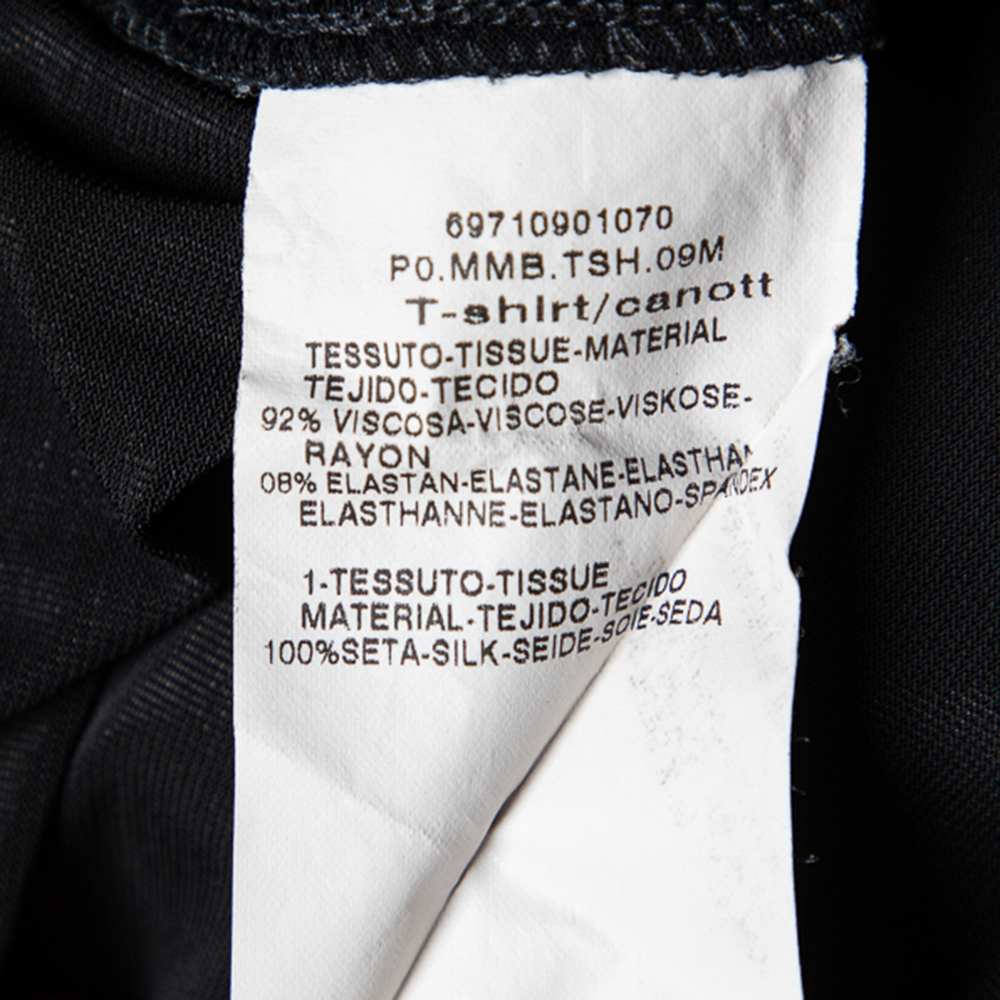 69710901070
P0.MMB.TSH.09M
T-shirt/canott
TESSUTO-TISSUE-MATERIAL
TEJIDO-TECIDO
92% VISCOSA-VISCOSE-VISKOSE-
RAYON
08% ELASTAN-ELASTANE-ELASTHAN
ELASTHANNE-ELASTANO-SPANDEX
1-TESSUTO-TISSUE
MATERIAL-TEJIDO-TECIDO
100%SETA-SILK-SEIDE-SOIE-SEDA